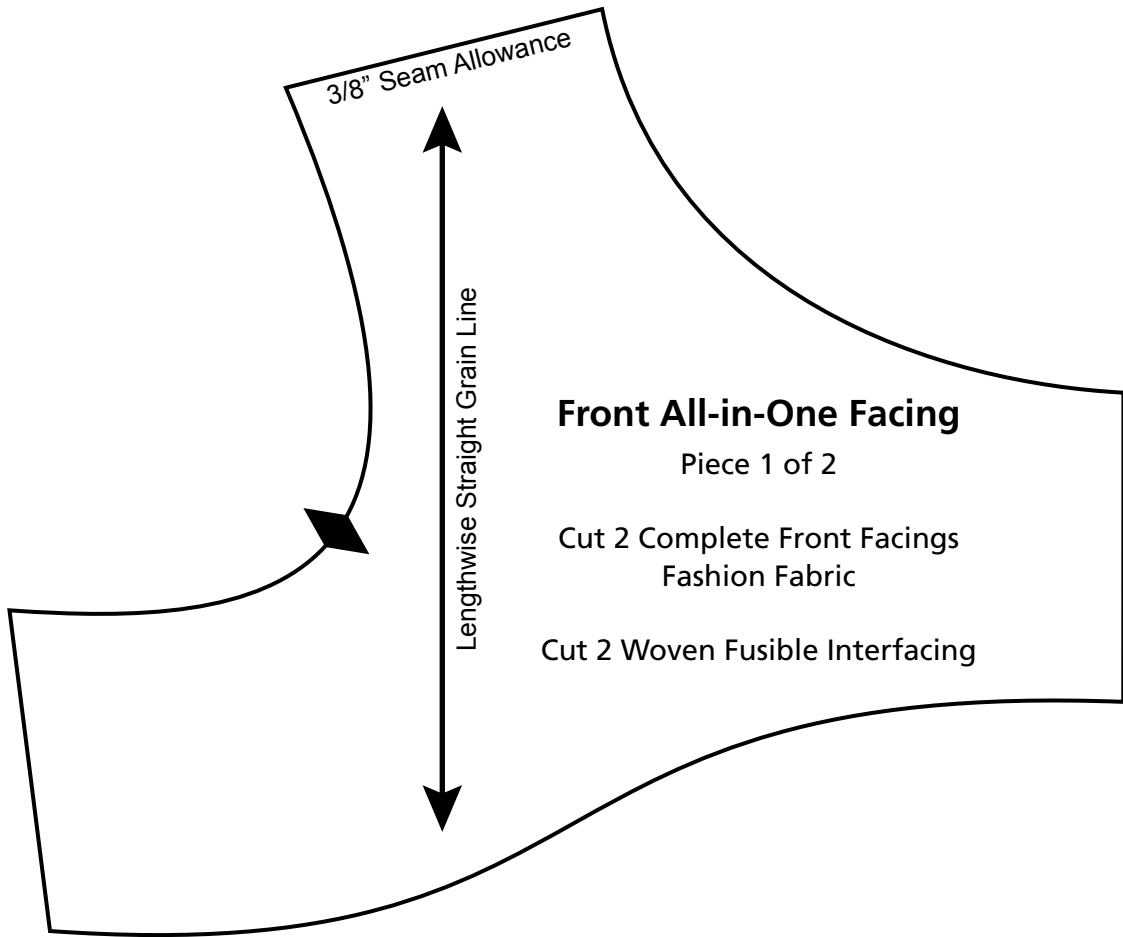 3/8” Seam Allowance
Lengthwise Straight Grain Line
Front All-in-One Facing
Piece 1 of 2
Cut 2 Complete Front Facings
Fashion Fabric
Cut 2 Woven Fusible Interfacing